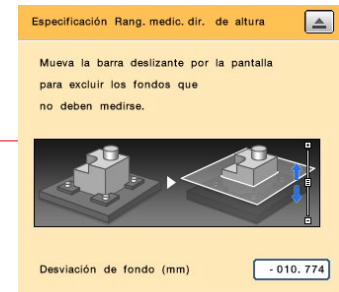 Especificación Rang. medic. dir. de altura
Mueva la barra deslizante por la pantalla
para excluir los fondos que
no deben medirse.
Desviación de fondo (mm) -010.774